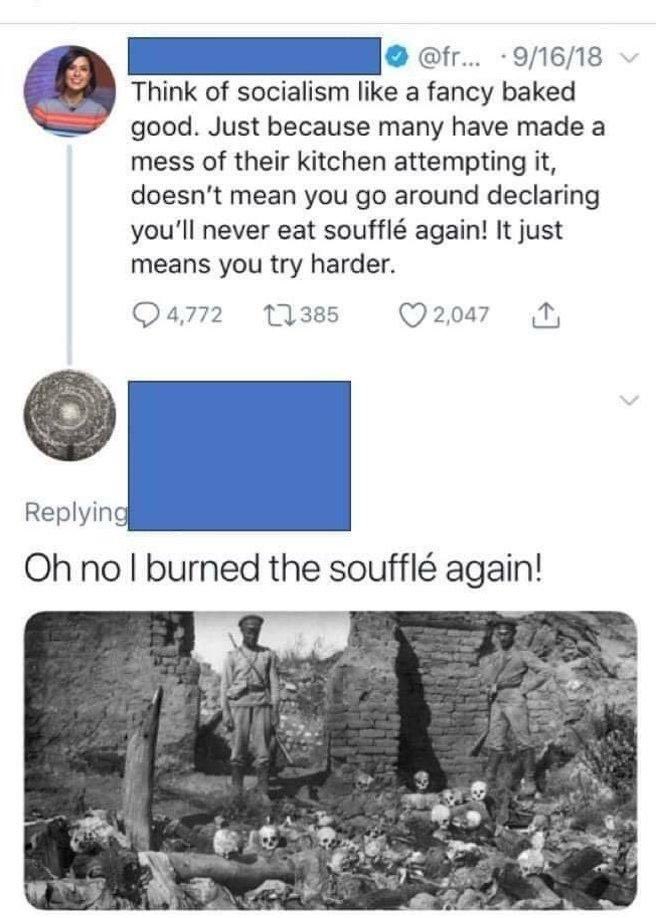 @fr... · 9/16/18
Think of socialism like a fancy baked
good. Just because many have made a
mess of their kitchen attempting it,
doesn't mean you go around declaring
you'll never eat soufflé again! It just
means you try harder.
4,772 385 2,047
Replying
Oh no I burned the soufflé again!